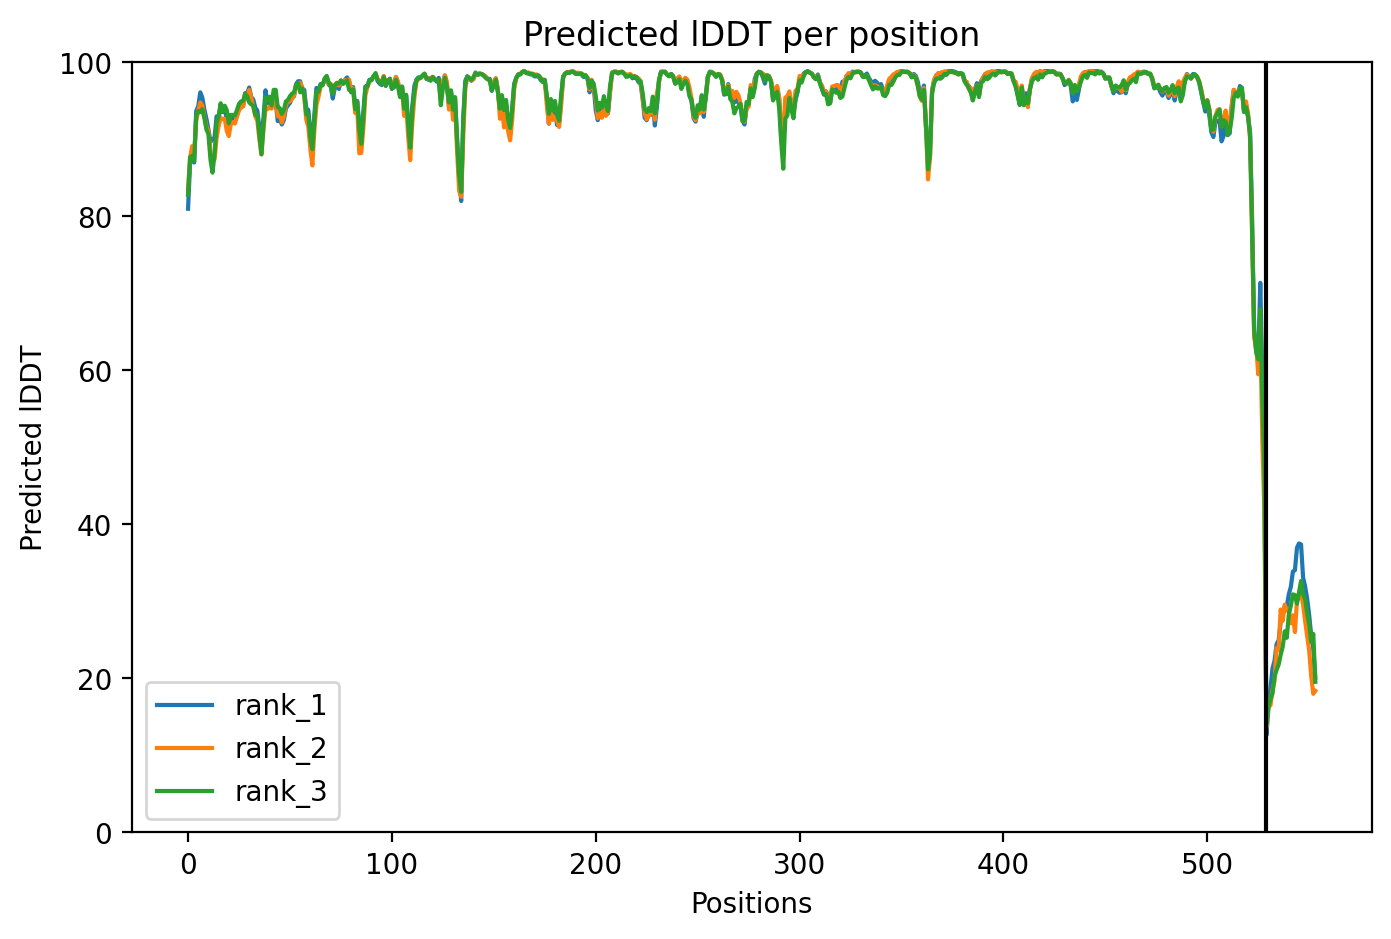 Predicted lDDT per position
Predicted lDDT
100
80
60
40
20
0
rank_1
rank_2
rank_3
0 100 200 300 400 500
Positions